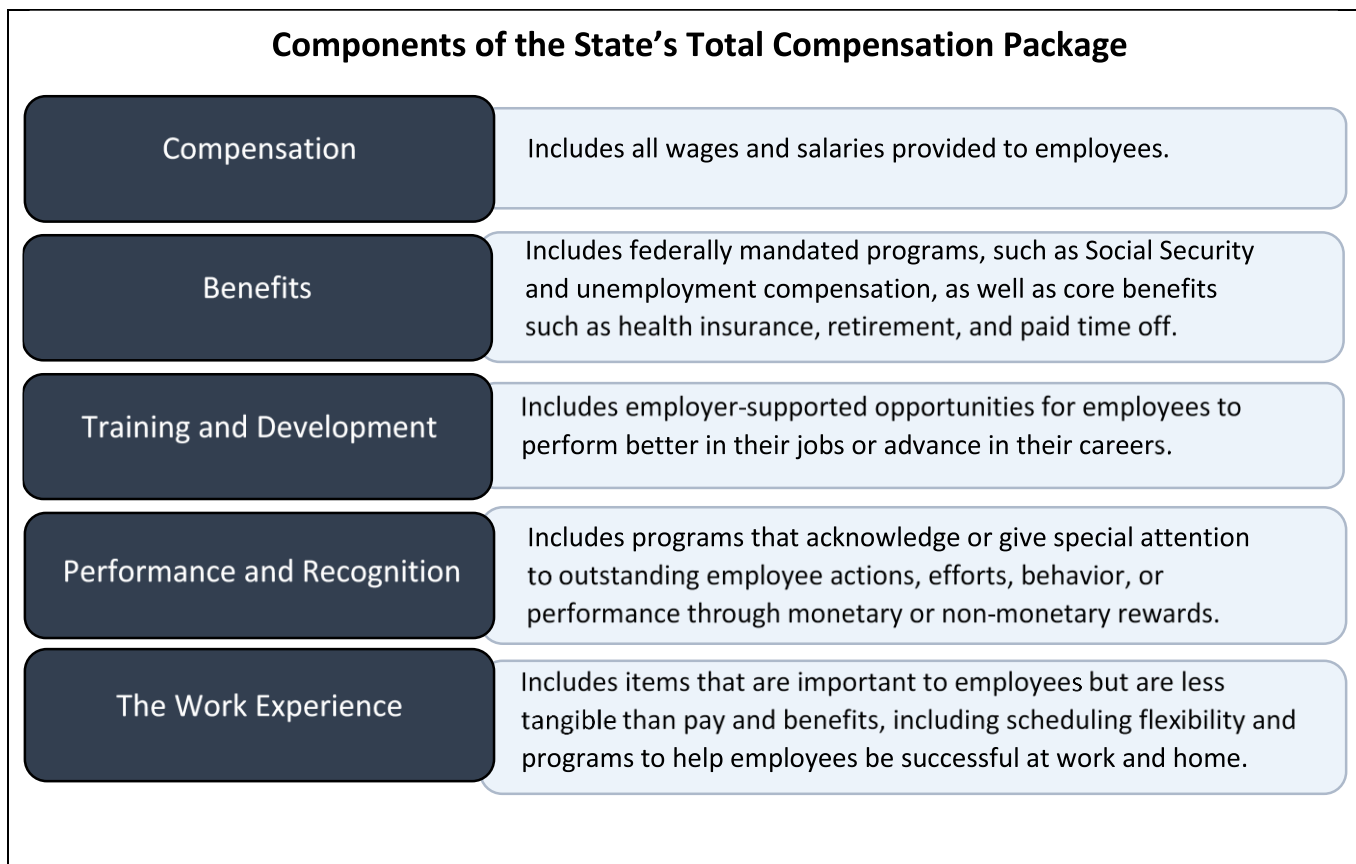 Components of the State's Total Compensation Package
Compensation
Includes all wages and salaries provided to employees.
Benefits
Includes federally mandated programs, such as Social Security
and unemployment compensation, as well as core benefits
such as health insurance, retirement, and paid time off.
Training and Development
Includes employer-supported opportunities for employees to
perform better in their jobs or advance in their careers.
Performance and Recognition
Includes programs that acknowledge or give special attention
to outstanding employee actions, efforts, behavior, or
performance through monetary or non-monetary rewards.
The Work Experience
Includes items that are important to employees but are less
tangible than pay and benefits, including scheduling flexibility and
programs to help employees be successful at work and home.